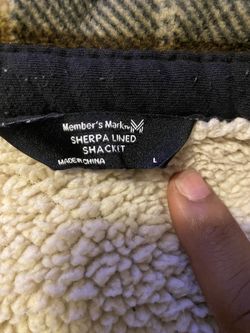 Member's Mark
SHERPA LINED
SHACKIT
MADE IN CHINA L